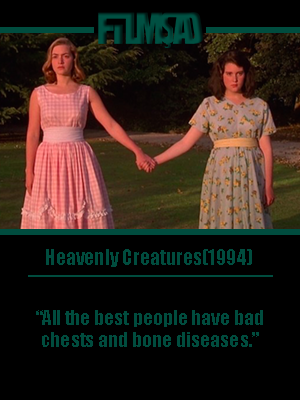 FILMSAD
Heavenly Creatures(1994)
“All the best people have bad
chests and bone diseases.”